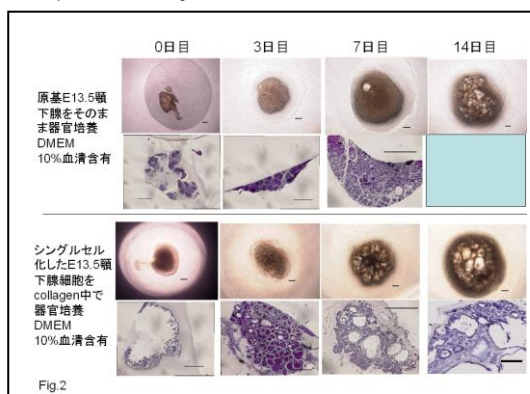 0日目 3日目 7日目 14日目
原基E13.5顎
下腺をそのま
ま器官培養
DMEM
10%血清含有
シングルセル
化したE13.5顎
下腺細胞を
collagen中で
器官培養
DMEM
10%血清含有
Fig.2